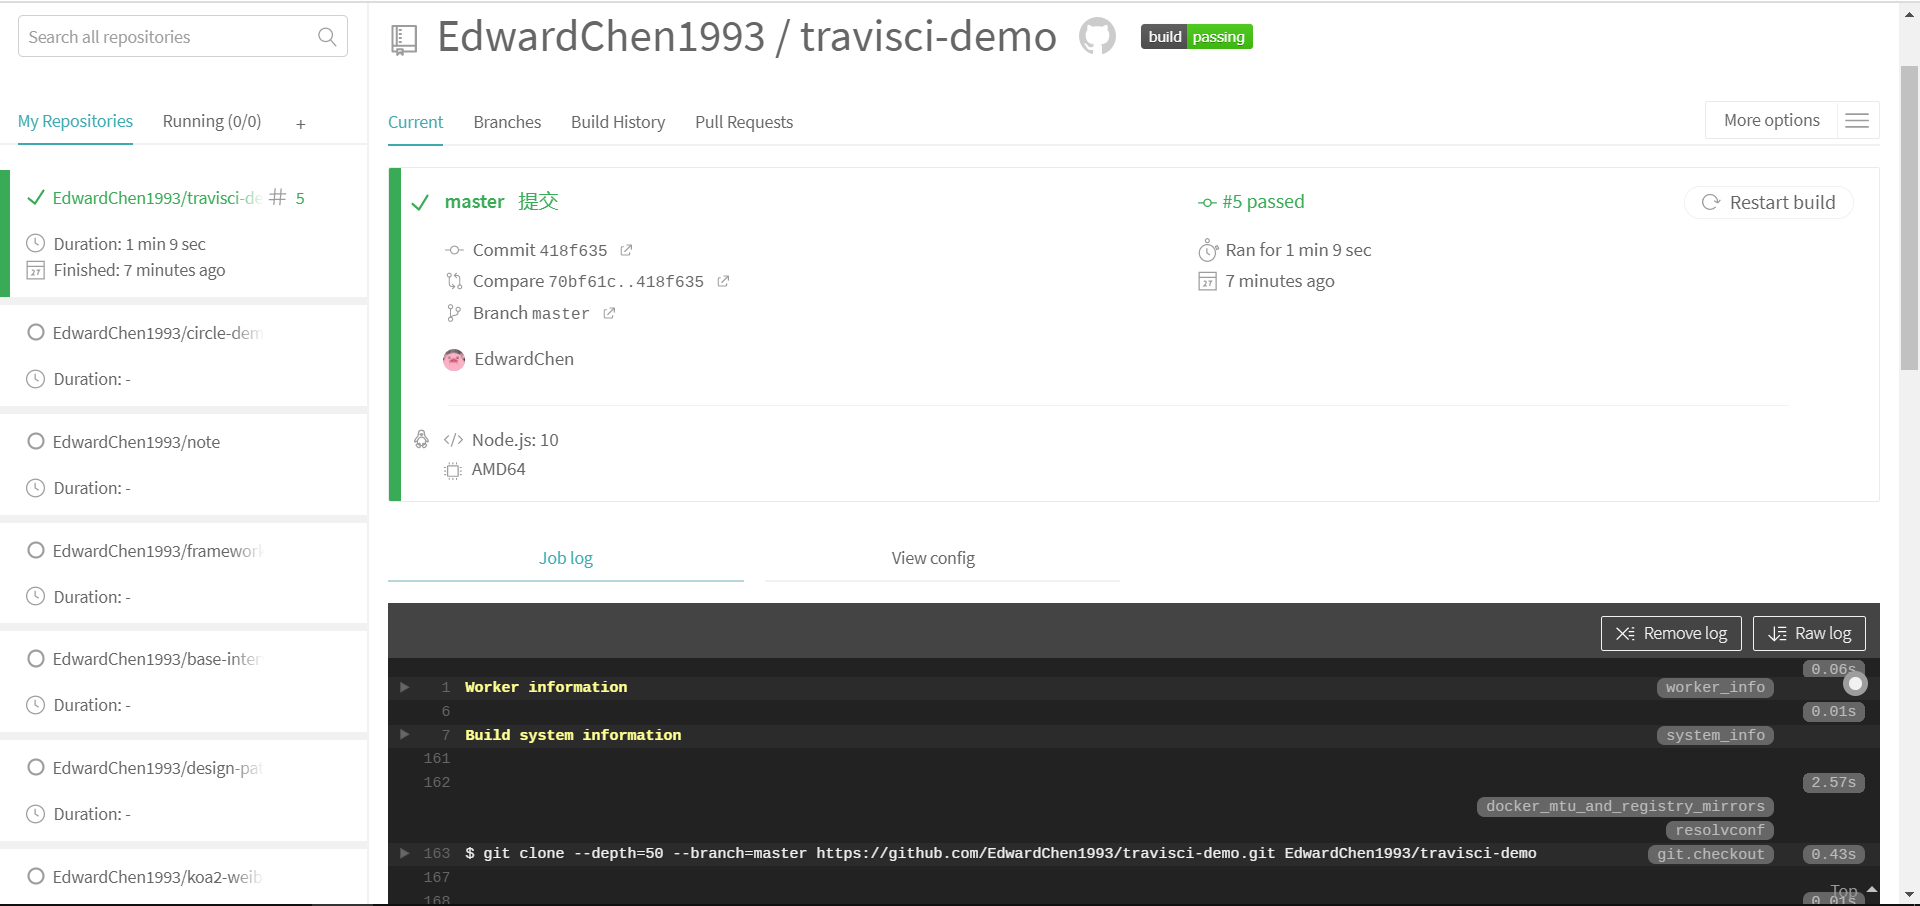 Search all repositories
EdwardChen1993 / travisci-demo
build passing
My Repositories
Running (0/0)
+
Current
Branches
Build History
Pull Requests
More options
EdwardChen1993/travisci-de
# 5
Duration: 1 min 9 sec
Finished: 7 minutes ago
EdwardChen1993/circle-dem
Duration: -
EdwardChen1993/note
Duration: -
EdwardChen1993/framework
Duration: -
EdwardChen1993/base-inter
Duration: -
EdwardChen1993/design-pat
Duration: -
EdwardChen1993/koa2-weib
master 提交
#5 passed
Restart build
Commit 418f635
Ran for 1 min 9 sec
Compare 70bf61c..418f635
27 7 minutes ago
Branch master
EdwardChen
</> Node.js: 10
AMD64
Job log
View config
Remove log
Raw log
0.06s
1 Worker information worker_info
6 0.01s
7 Build system information system_info
161
162 2.57s
docker_mtu_and_registry_mirrors
resolvconf
163 $ git clone --depth=50 --branch=master https://github.com/EdwardChen1993/travisci-demo.git EdwardChen1993/travisci-demo git.checkout 0.43s
167
Top
168 0.01s